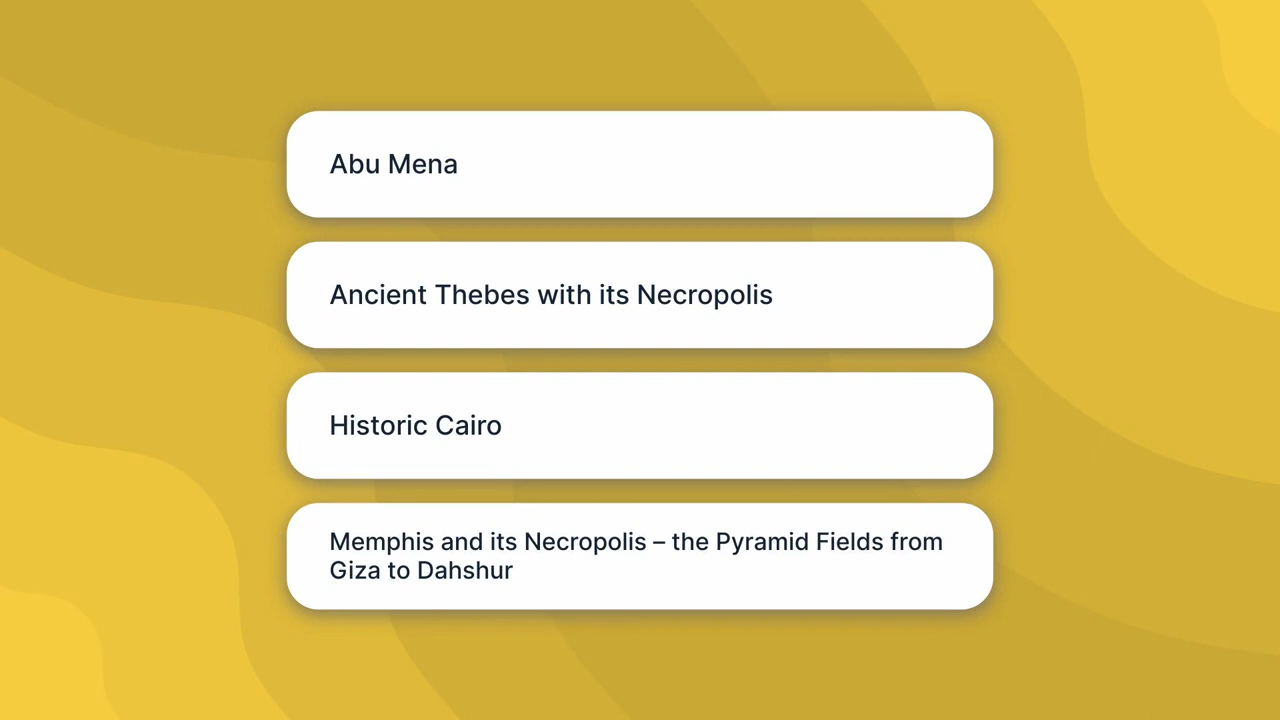 Abu Mena
Ancient Thebes with its Necropolis
Historic Cairo
Memphis and its Necropolis – the Pyramid Fields from
Giza to Dahshur